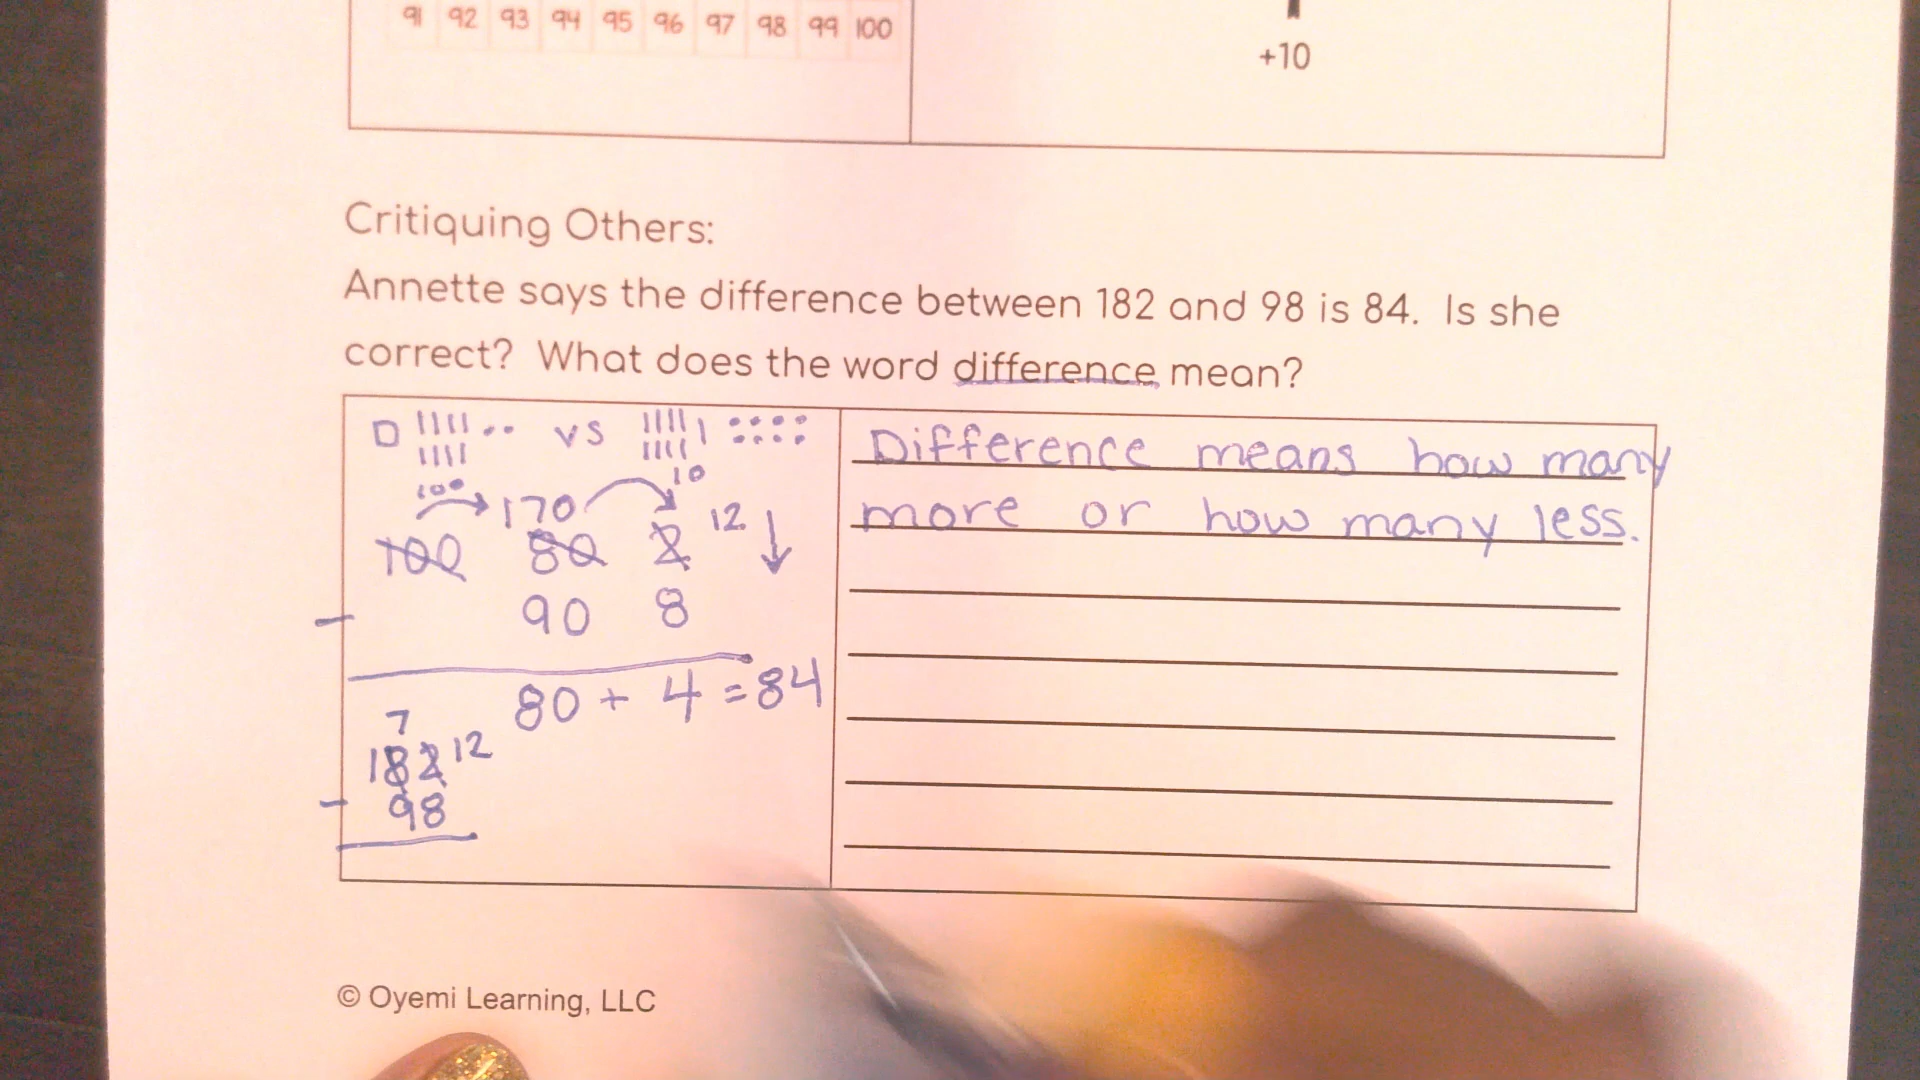 91 92 93 94 95 96 97 98 99 100
+10
Critiquing Others:
Annette says the difference between 182 and 98 is 84. Is she
correct? What does the word difference mean?
vs
100
10
170
12
100 80 2
- 90 8
80 + 4 = 84
7
182 12
- 98
Difference means how many
more or how many less.
© Oyemi Learning, LLC